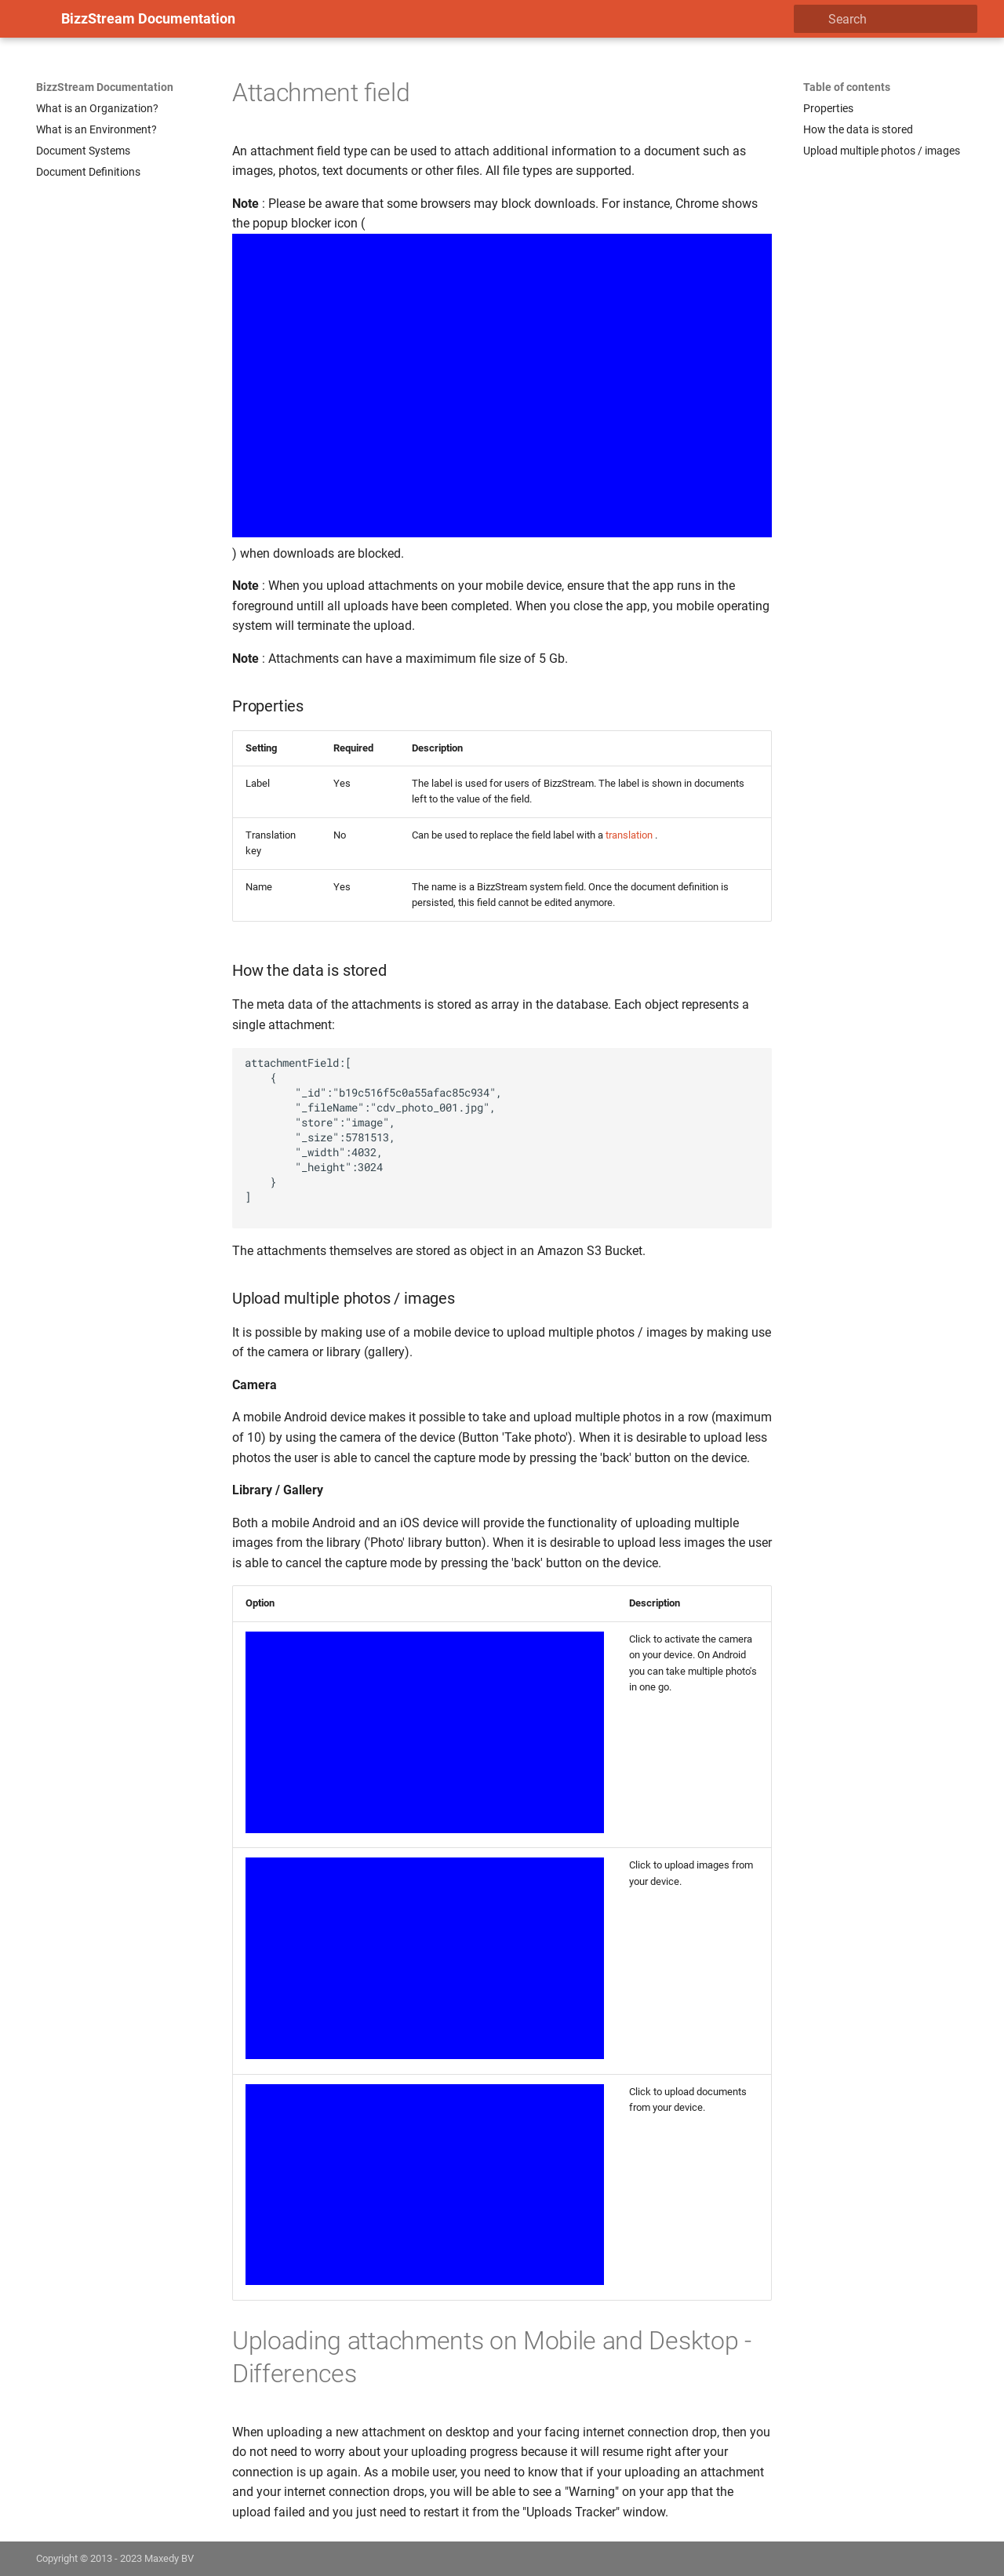 BizzStream Documentation
Search
BizzStream Documentation
What is an Organization?
What is an Environment?
Document Systems
Document Definitions
Table of contents
Properties
How the data is stored
Upload multiple photos / images
Attachment field
An attachment field type can be used to attach additional information to a document such as
images, photos, text documents or other files. All file types are supported.
Note : Please be aware that some browsers may block downloads. For instance, Chrome shows
the popup blocker icon (
) when downloads are blocked.
Note : When you upload attachments on your mobile device, ensure that the app runs in the
foreground untill all uploads have been completed. When you close the app, you mobile operating
system will terminate the upload.
Note : Attachments can have a maximimum file size of 5 Gb.
Properties
Setting Required Description
Label Yes The label is used for users of BizzStream. The label is shown in documents
left to the value of the field.
Translation No Can be used to replace the field label with a translation .
key
Name Yes The name is a BizzStream system field. Once the document definition is
persisted, this field cannot be edited anymore.
How the data is stored
The meta data of the attachments is stored as array in the database. Each object represents a
single attachment:
attachmentField:[
{
"_id":"b19c516f5c0a55afac85c934",
"_fileName":"cdv_photo_001.jpg",
"store":"image",
"_size":5781513,
"_width":4032,
"_height":3024
}
]
The attachments themselves are stored as object in an Amazon S3 Bucket.
Upload multiple photos / images
It is possible by making use of a mobile device to upload multiple photos / images by making use
of the camera or library (gallery).
Camera
A mobile Android device makes it possible to take and upload multiple photos in a row (maximum
of 10) by using the camera of the device (Button 'Take photo'). When it is desirable to upload less
photos the user is able to cancel the capture mode by pressing the 'back' button on the device.
Library / Gallery
Both a mobile Android and an iOS device will provide the functionality of uploading multiple
images from the library ('Photo' library button). When it is desirable to upload less images the user
is able to cancel the capture mode by pressing the 'back' button on the device.
Option Description
Click to activate the camera
on your device. On Android
you can take multiple photo's
in one go.
Click to upload images from
your device.
Click to upload documents
from your device.
Uploading attachments on Mobile and Desktop -
Differences
When uploading a new attachment on desktop and your facing internet connection drop, then you
do not need to worry about your uploading progress because it will resume right after your
connection is up again. As a mobile user, you need to know that if your uploading an attachment
and your internet connection drops, you will be able to see a "Warning" on your app that the
upload failed and you just need to restart it from the "Uploads Tracker" window.
Copyright © 2013 - 2023 Maxedy BV